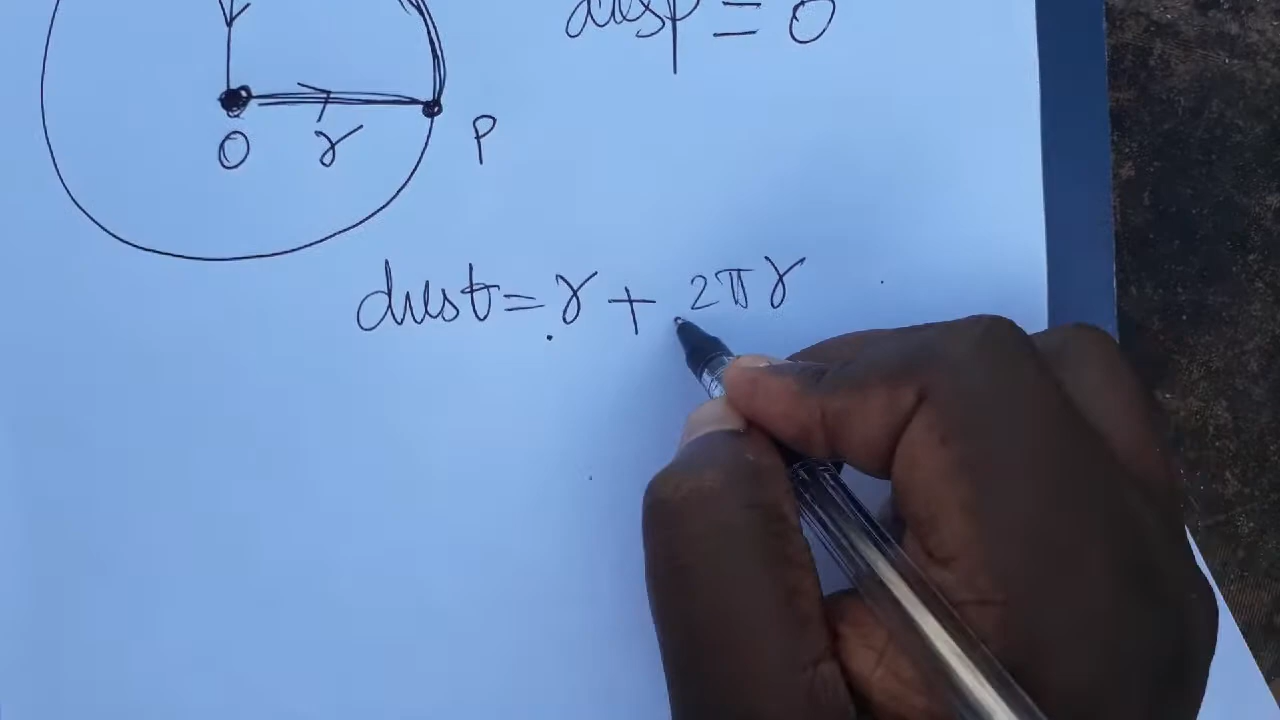 disp = 0
O r P
dist = r + 2πr